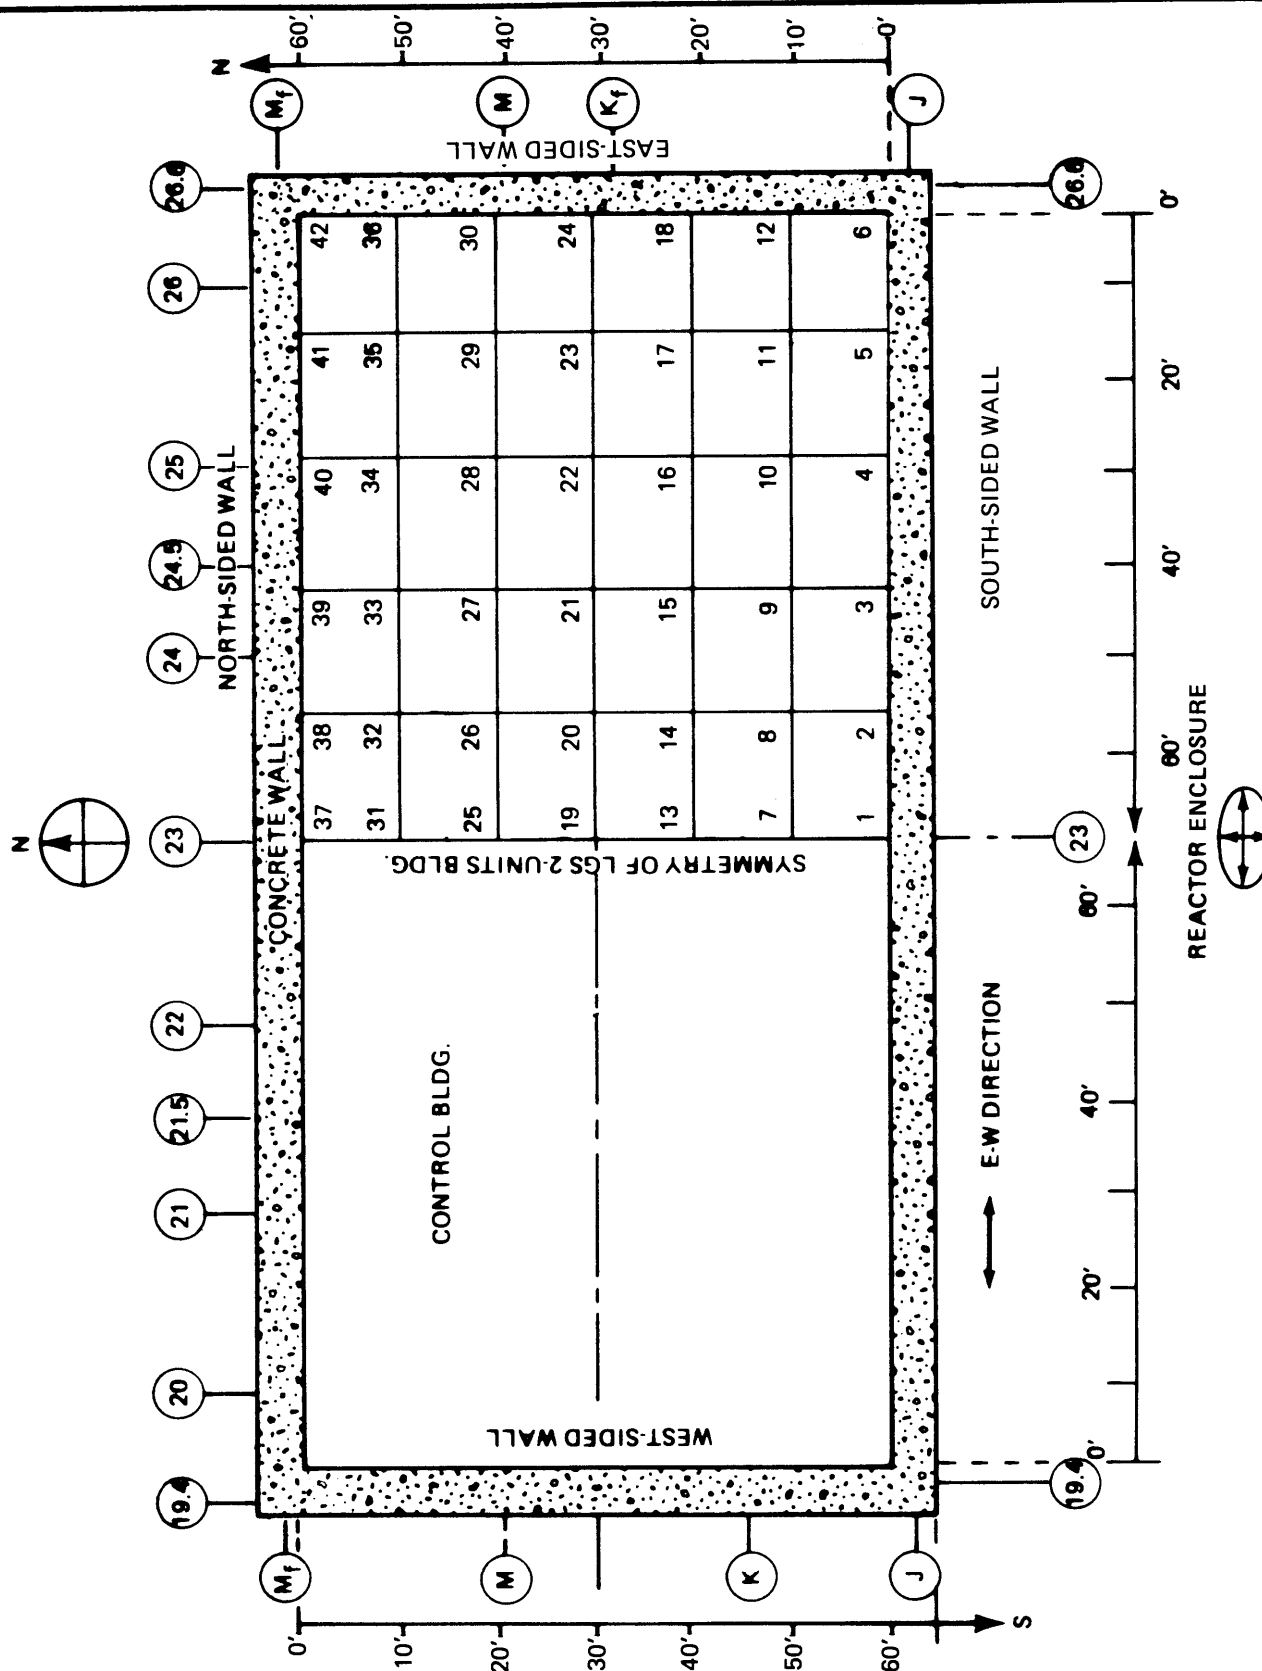 N
19.4
20
21
21.5
22
23
24
24.5
25
26
26.6
NORTH-SIDED WALL
CONCRETE WALL
Mf
Mf
0'
60'
37 38 39 40 41 42
31 32 33 34 35 36
10'
50'
25 26 27 28 29 30
M
M
20'
40'
CONTROL BLDG.
19 20 21 22 23 24
30'
30'
Kf
WEST-SIDED WALL
SYMMETRY OF LGS 2-UNITS BLDG.
EAST-SIDED WALL
13 14 15 16 17 18
40'
20'
K
7 8 9 10 11 12
50'
10'
1 2 3 4 5 6
60'
0'
J
J
N
S
E-W DIRECTION
SOUTH-SIDED WALL
19.4
23
26.6
0'
20'
40'
60'
60'
40'
20'
0'
REACTOR ENCLOSURE